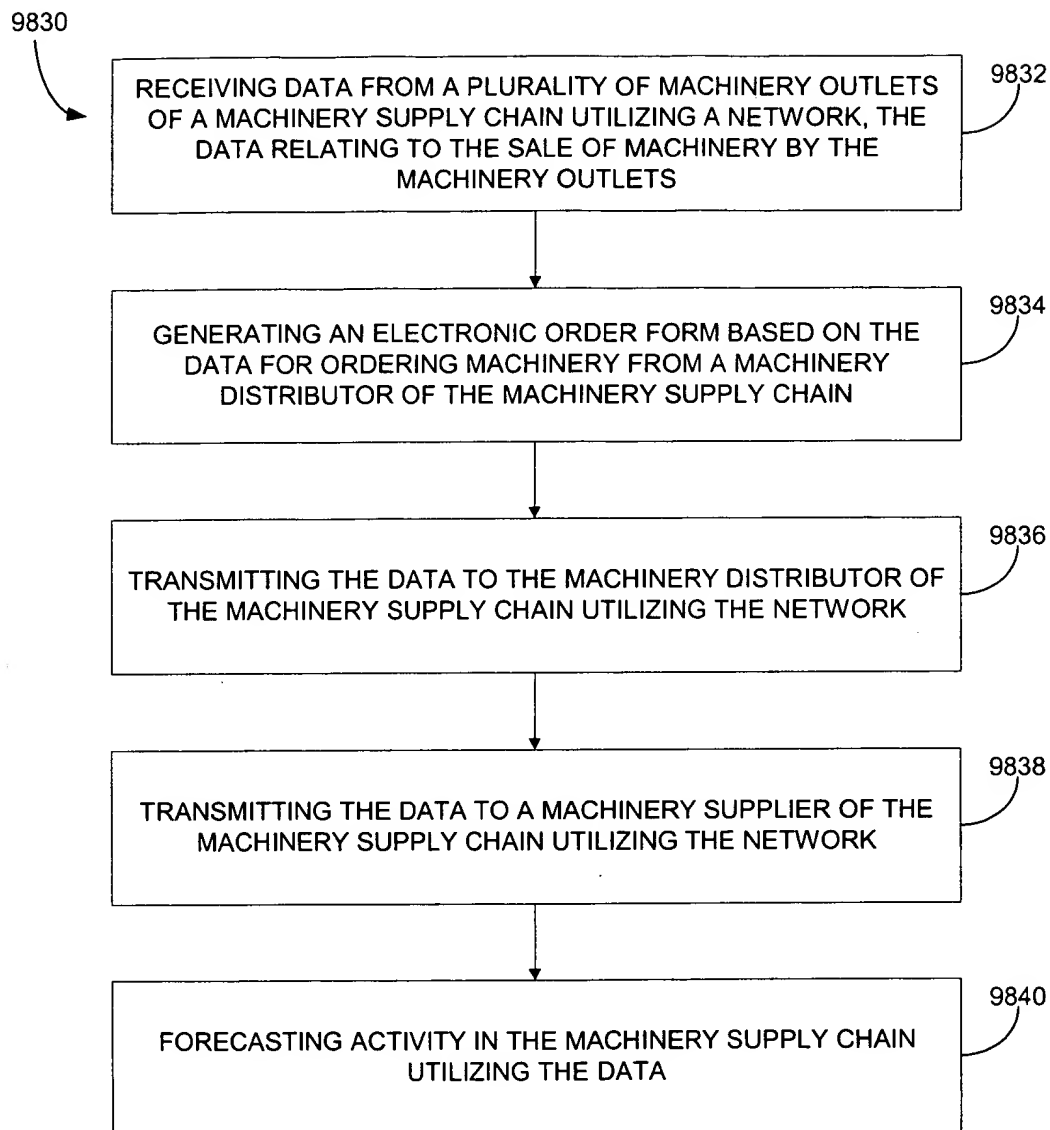 9830
9832
RECEIVING DATA FROM A PLURALITY OF MACHINERY OUTLETS
OF A MACHINERY SUPPLY CHAIN UTILIZING A NETWORK, THE
DATA RELATING TO THE SALE OF MACHINERY BY THE
MACHINERY OUTLETS
9834
GENERATING AN ELECTRONIC ORDER FORM BASED ON THE
DATA FOR ORDERING MACHINERY FROM A MACHINERY
DISTRIBUTOR OF THE MACHINERY SUPPLY CHAIN
9836
TRANSMITTING THE DATA TO THE MACHINERY DISTRIBUTOR OF
THE MACHINERY SUPPLY CHAIN UTILIZING THE NETWORK
9838
TRANSMITTING THE DATA TO A MACHINERY SUPPLIER OF THE
MACHINERY SUPPLY CHAIN UTILIZING THE NETWORK
9840
FORECASTING ACTIVITY IN THE MACHINERY SUPPLY CHAIN
UTILIZING THE DATA